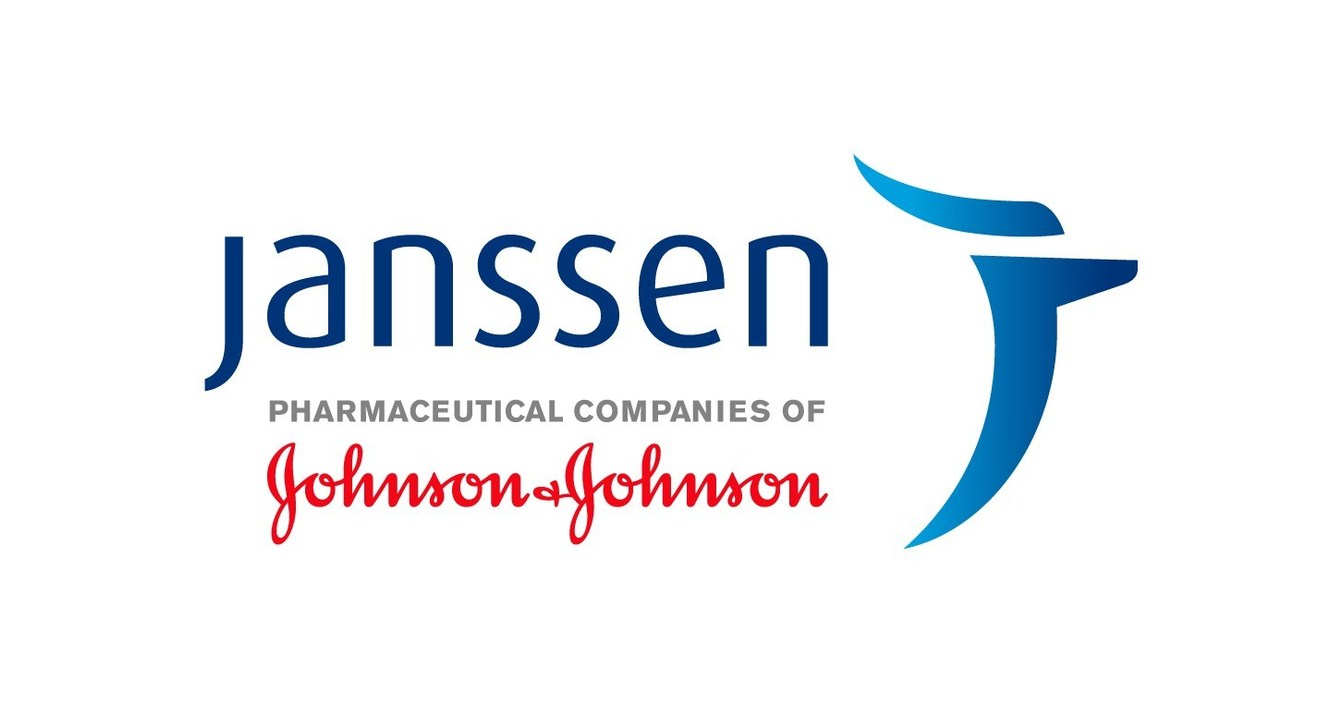 Janssen
PHARMACEUTICAL COMPANIES OF
Johnson & Johnson